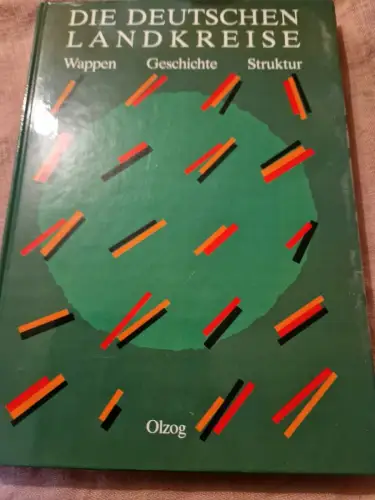 DIE DEUTSCHEN
LANDKREISE
Wappen Geschichte Struktur
Olzog